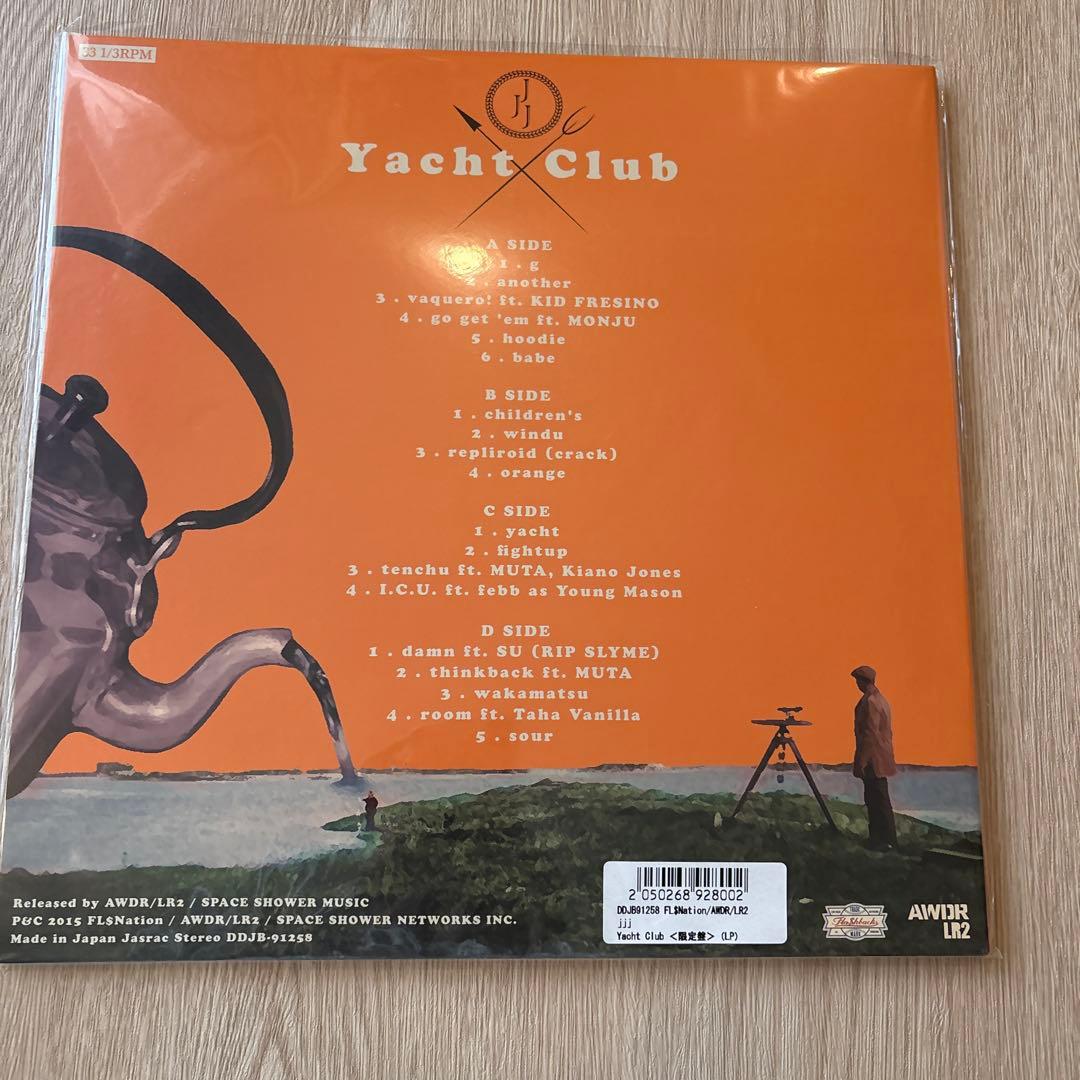 33 1/3RPM
J
J
J
Yacht Club
A SIDE
1 . g
2 . another
3 . vaquero! ft. KID FRESINO
4 . go get 'em ft. MONJU
5 . hoodie
6 . babe
B SIDE
1 . children's
2 . windu
3 . repliroid (crack)
4 . orange
C SIDE
1 . yacht
2 . fightup
3 . tenchu ft. MUTA, Kiano Jones
4 . I.C.U. ft. febb as Young Mason
D SIDE
1 . damn ft. SU (RIP SLYME)
2 . thinkback ft. MUTA
3 . wakamatsu
4 . room ft. Taha Vanilla
5 . sour
Released by AWDR/LR2 / SPACE SHOWER MUSIC
P&C 2015 FL$Nation / AWDR/LR2 / SPACE SHOWER NETWORKS INC.
Made in Japan Jasrac Stereo DDJB-91258
2 050268 928002
DDJB91258 FL$Nation/AWDR/LR2
jjj
Yacht Club <限定盤> (LP)
Fla$hbacks
AWDR
LR2